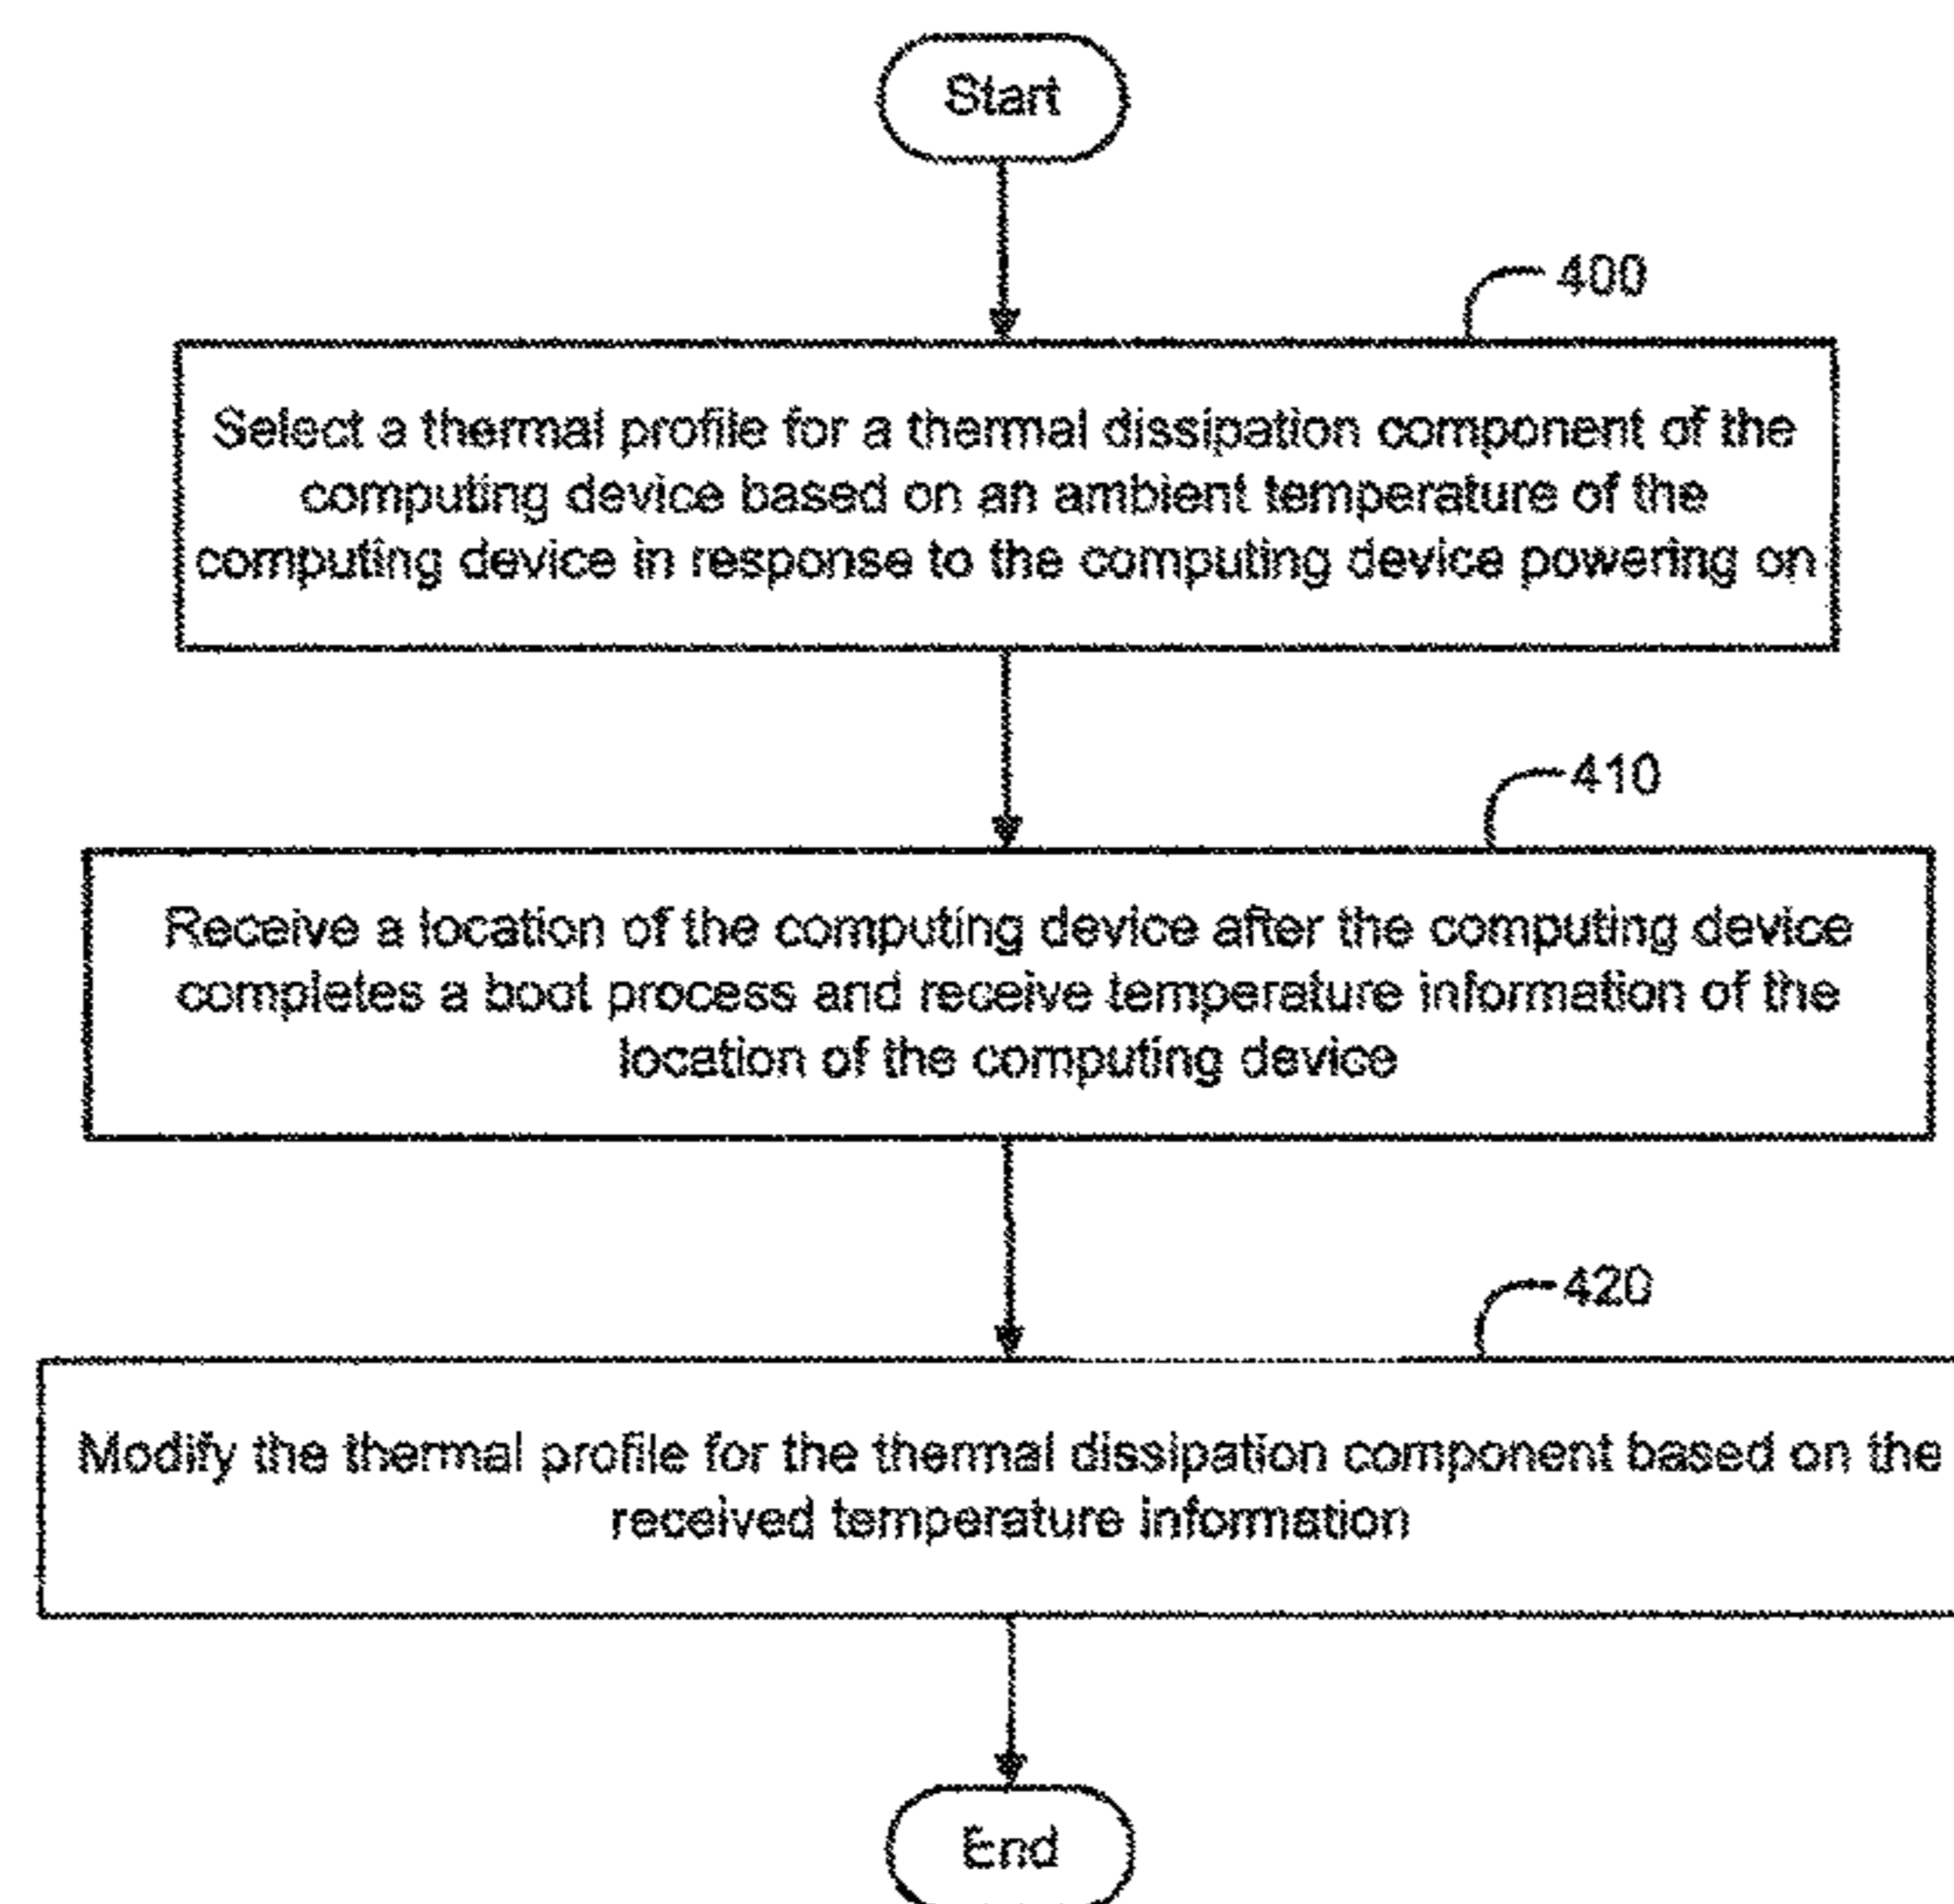 Start
400
Select a thermal profile for a thermal dissipation component of the
computing device based on an ambient temperature of the
computing device in response to the computing device powering on
410
Receive a location of the computing device after the computing device
completes a boot process and receive temperature information of the
location of the computing device
420
Modify the thermal profile for the thermal dissipation component based on the
received temperature information
End